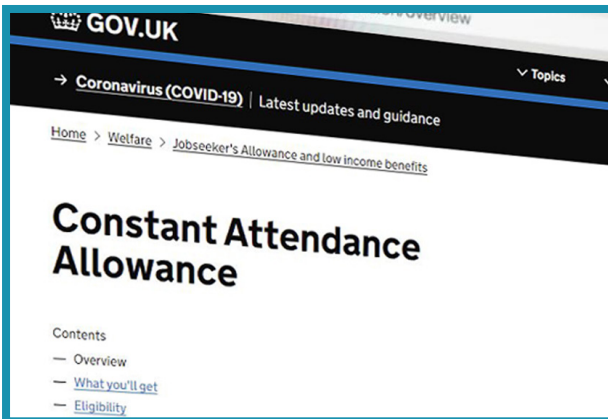 GOV.UK
Topics
→ Coronavirus (COVID-19) | Latest updates and guidance
Home > Welfare > Jobseeker's Allowance and low income benefits
Constant Attendance
Allowance
Contents
— Overview
— What you'll get
— Eligibility